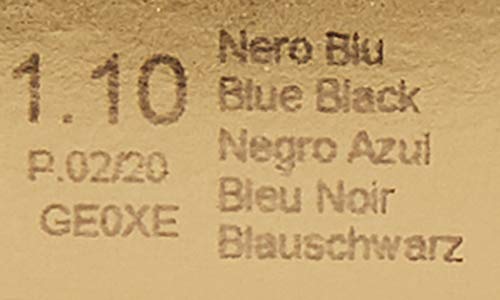 1.10
P.02/20
GE0XE
Nero Blu
Blue Black
Negro Azul
Bleu Noir
Blauschwarz